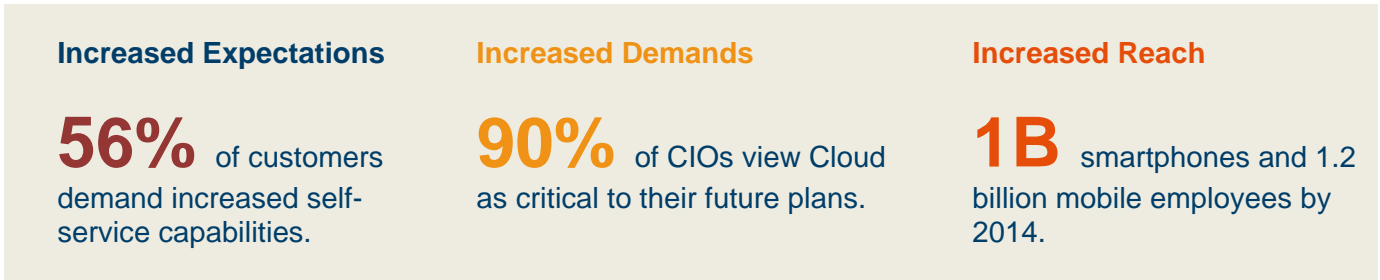 Increased Expectations
56% of customers
demand increased self-
service capabilities.
Increased Demands
90% of CIOs view Cloud
as critical to their future plans.
Increased Reach
1B smartphones and 1.2
billion mobile employees by
2014.